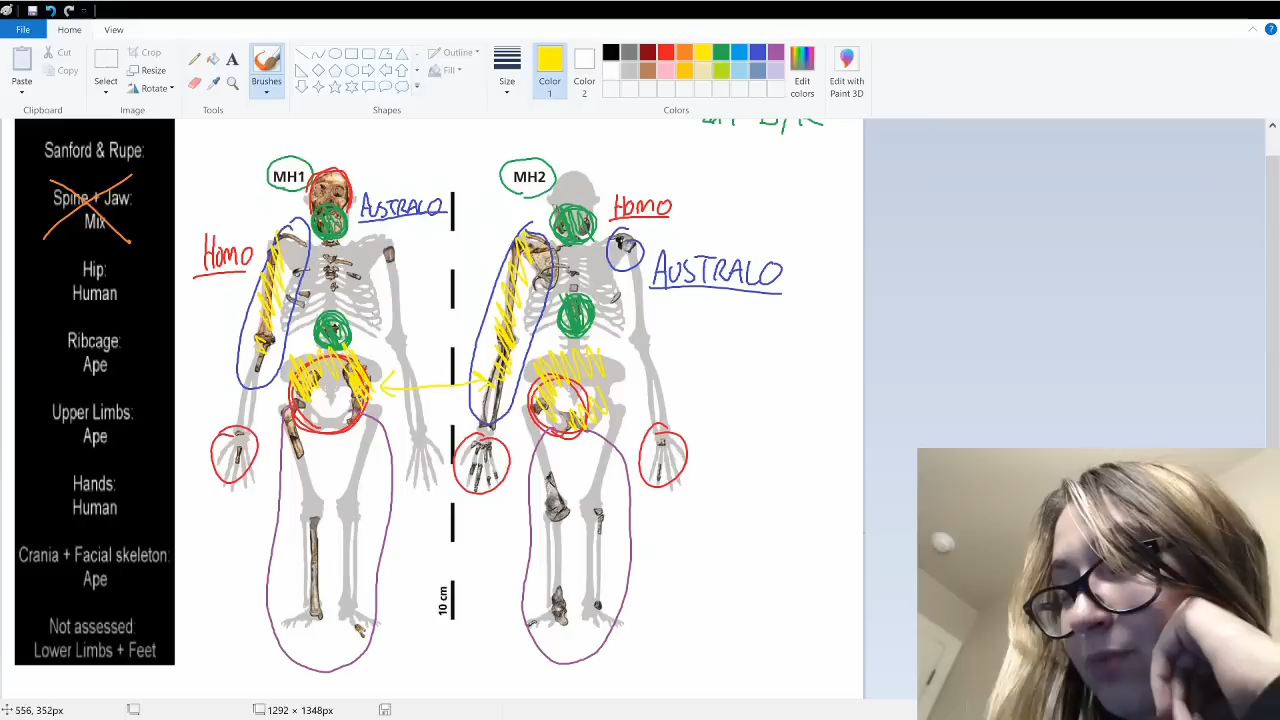 File
Home
View
Paste
Cut
Copy
Clipboard
Select
Crop
Resize
Rotate
Image
Tools
Brushes
Shapes
Outline
Fill
Size
Color
1
Color
2
Edit
colors
Edit with
Paint 3D
Colors
Sanford & Rupe:
Spine + Jaw:
Mix
Hip:
Human
Ribcage:
Ape
Upper Limbs:
Ape
Hands:
Human
Crania + Facial skeleton:
Ape
Not assessed:
Lower Limbs + Feet
MH1
AUSTRALO
HOMO
MH2
HOMO
AUSTRALO
10 cm
556, 352px
1292 × 1348px